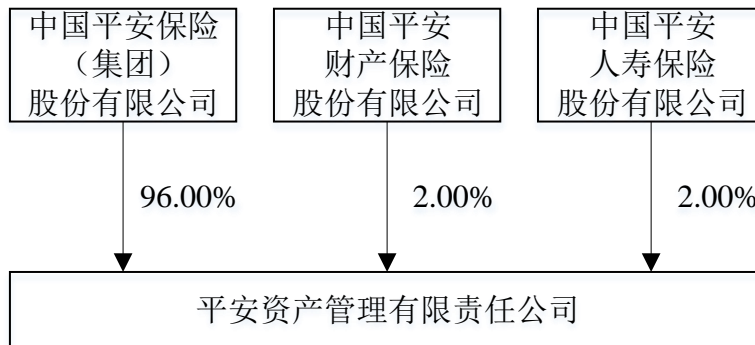 中国平安保险
（集团）
股份有限公司
中国平安
财产保险
股份有限公司
中国平安
人寿保险
股份有限公司
96.00%
2.00%
2.00%
平安资产管理有限责任公司